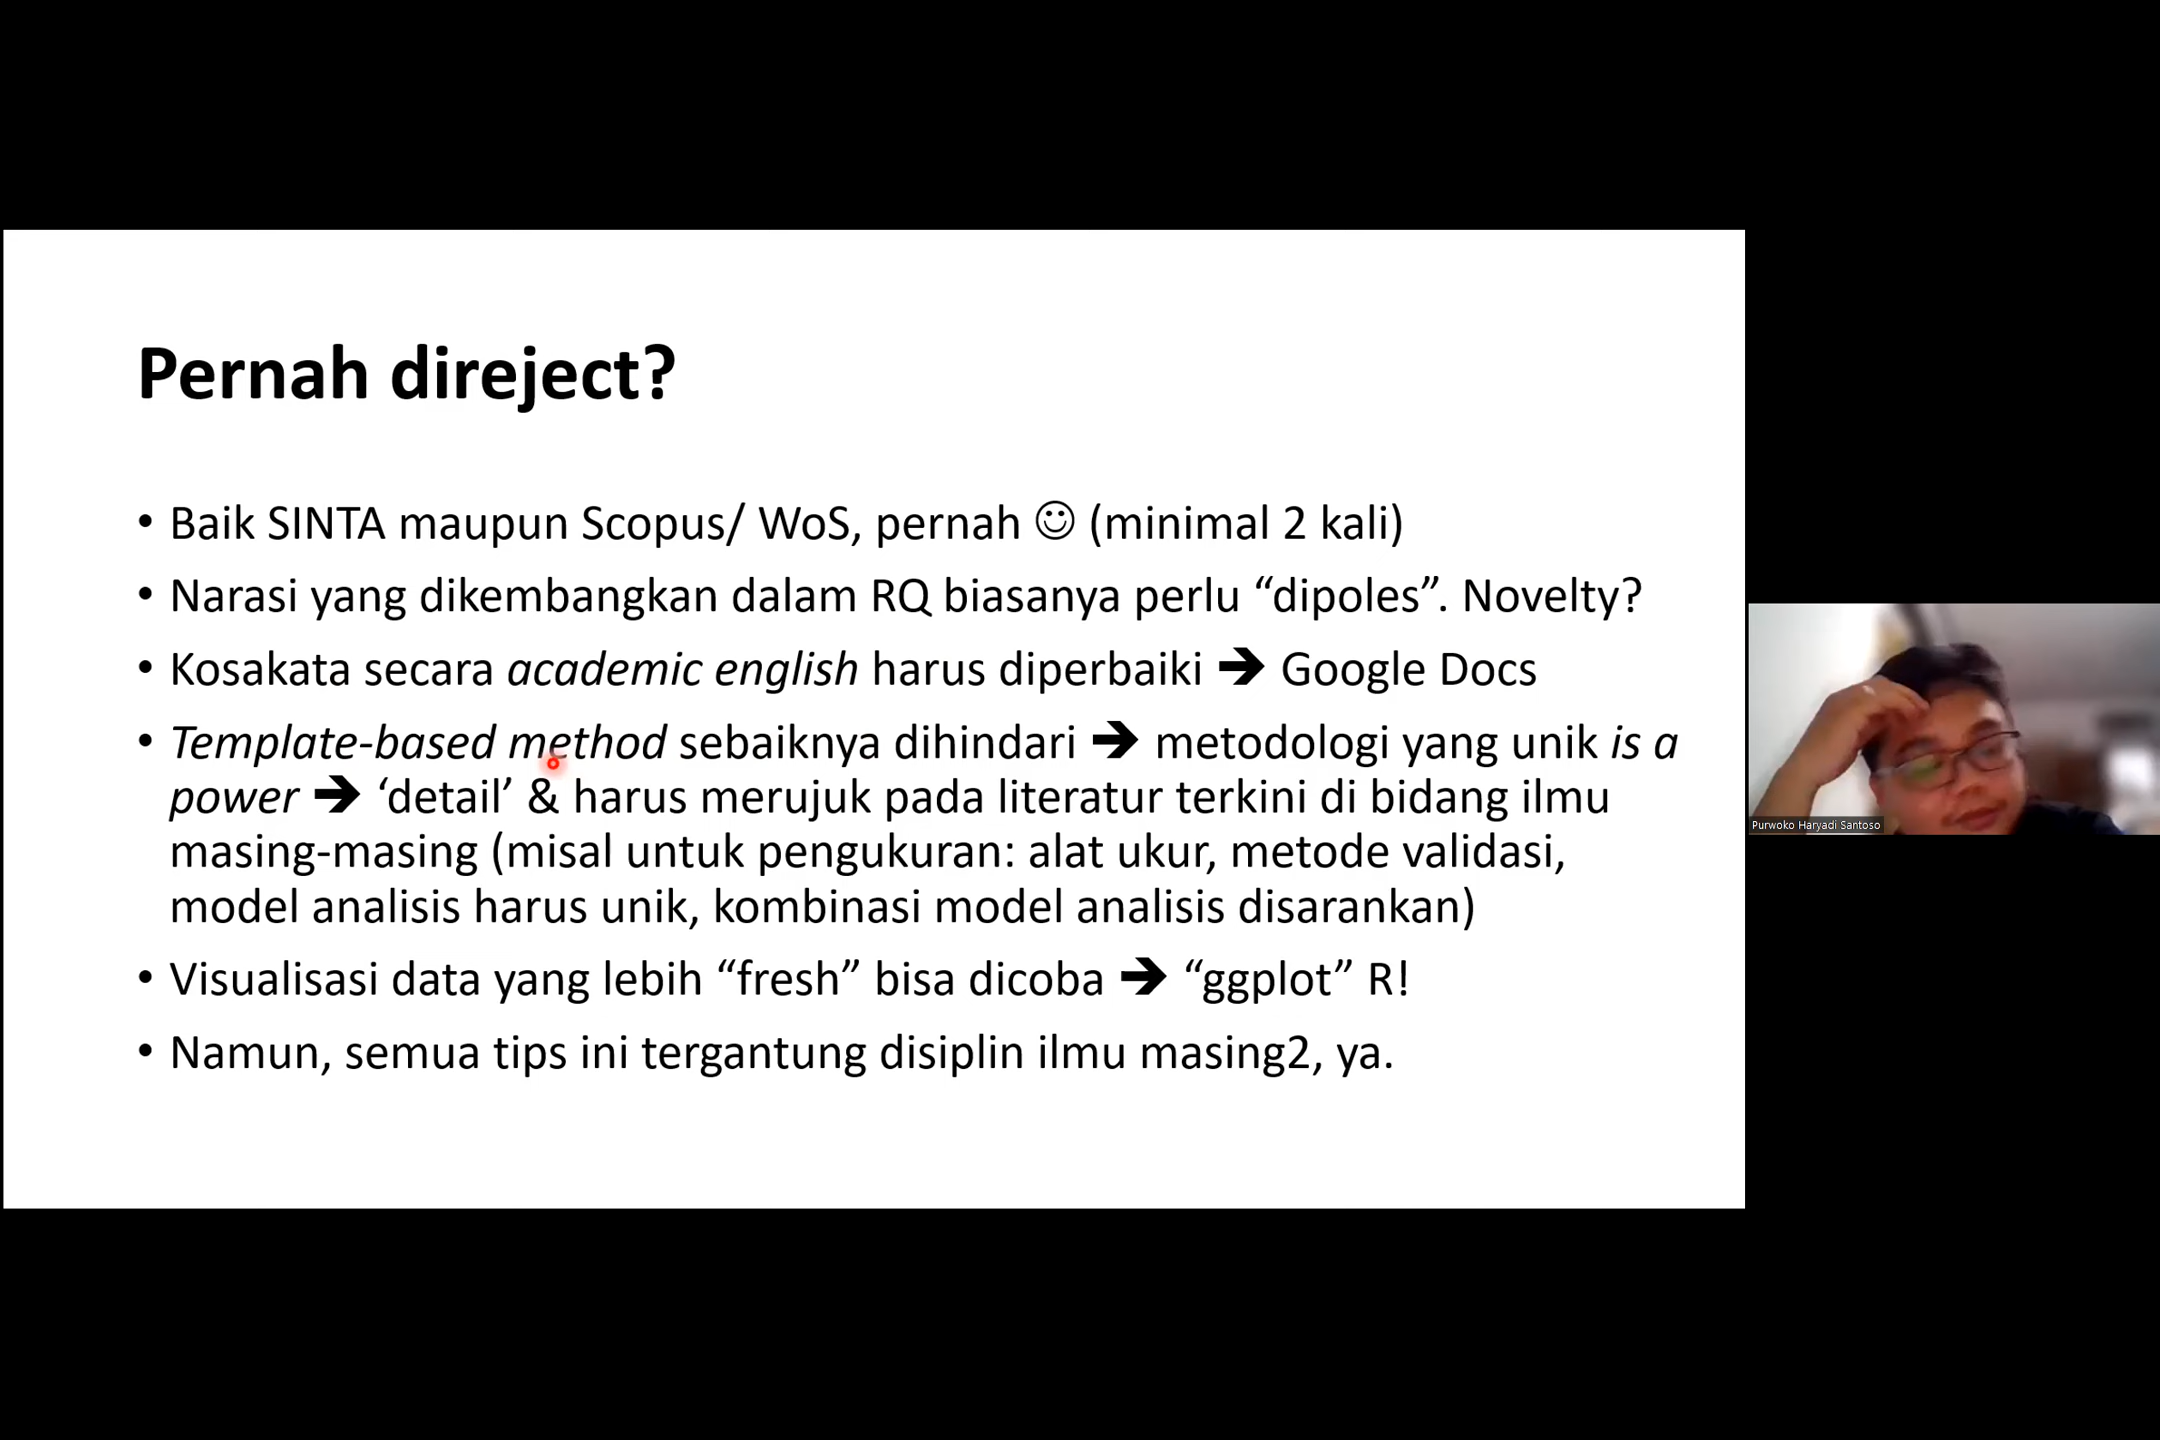 Pernah direject?
• Baik SINTA maupun Scopus/ WoS, pernah ☺ (minimal 2 kali)
• Narasi yang dikembangkan dalam RQ biasanya perlu “dipoles”. Novelty?
• Kosakata secara academic english harus diperbaiki ➔ Google Docs
• Template-based method sebaiknya dihindari ➔ metodologi yang unik is a
power ➔ ‘detail’ & harus merujuk pada literatur terkini di bidang ilmu
masing-masing (misal untuk pengukuran: alat ukur, metode validasi,
model analisis harus unik, kombinasi model analisis disarankan)
• Visualisasi data yang lebih “fresh” bisa dicoba ➔ “ggplot” R!
• Namun, semua tips ini tergantung disiplin ilmu masing2, ya.
Purwoko Haryadi Santoso